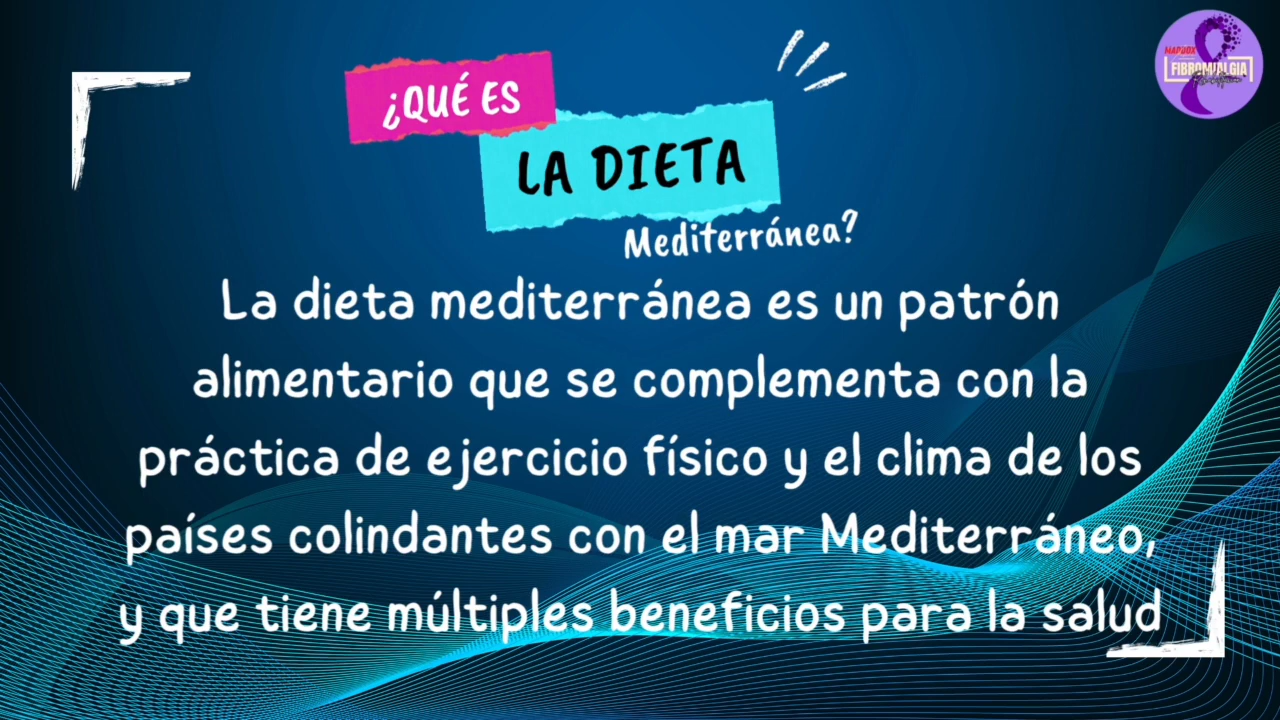 ¿QUÉ ES
LA DIETA
Mediterránea?
La dieta mediterránea es un patrón
alimentario que se complementa con la
práctica de ejercicio físico y el clima de los
países colindantes con el mar Mediterráneo,
y que tiene múltiples beneficios para la salud
FIBROMIALGIA